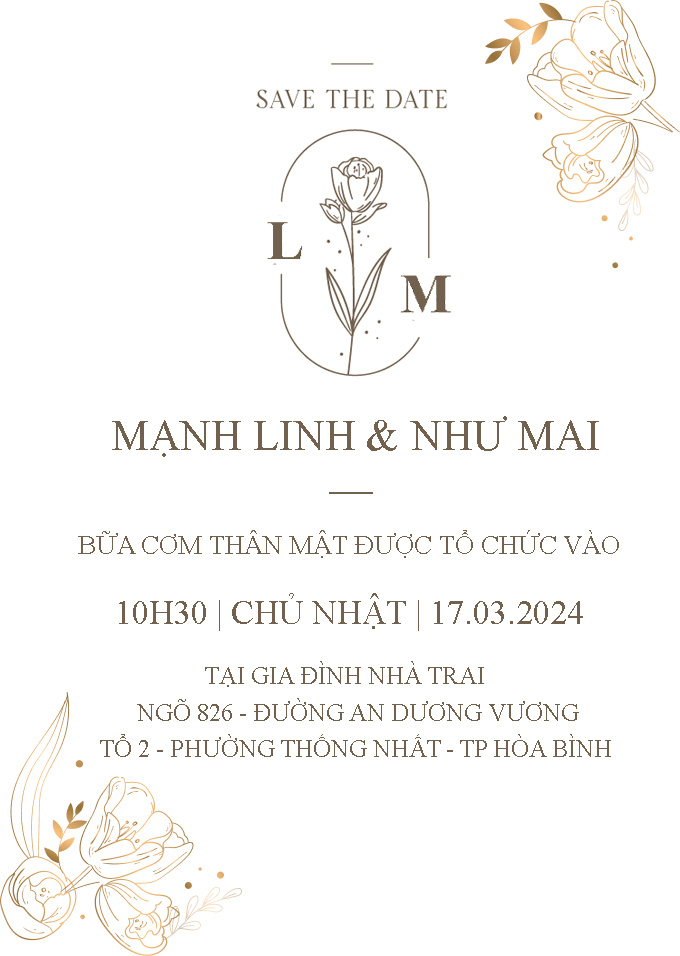 SAVE THE DATE
L
M
MẠNH LINH & NHƯ MAI
BỮA CƠM THÂN MẬT ĐƯỢC TỔ CHỨC VÀO
10H30 | CHỦ NHẬT | 17.03.2024
TẠI GIA ĐÌNH NHÀ TRAI
NGÕ 826 - ĐƯỜNG AN DƯƠNG VƯƠNG
TỔ 2 - PHƯỜNG THỐNG NHẤT - TP HÒA BÌNH